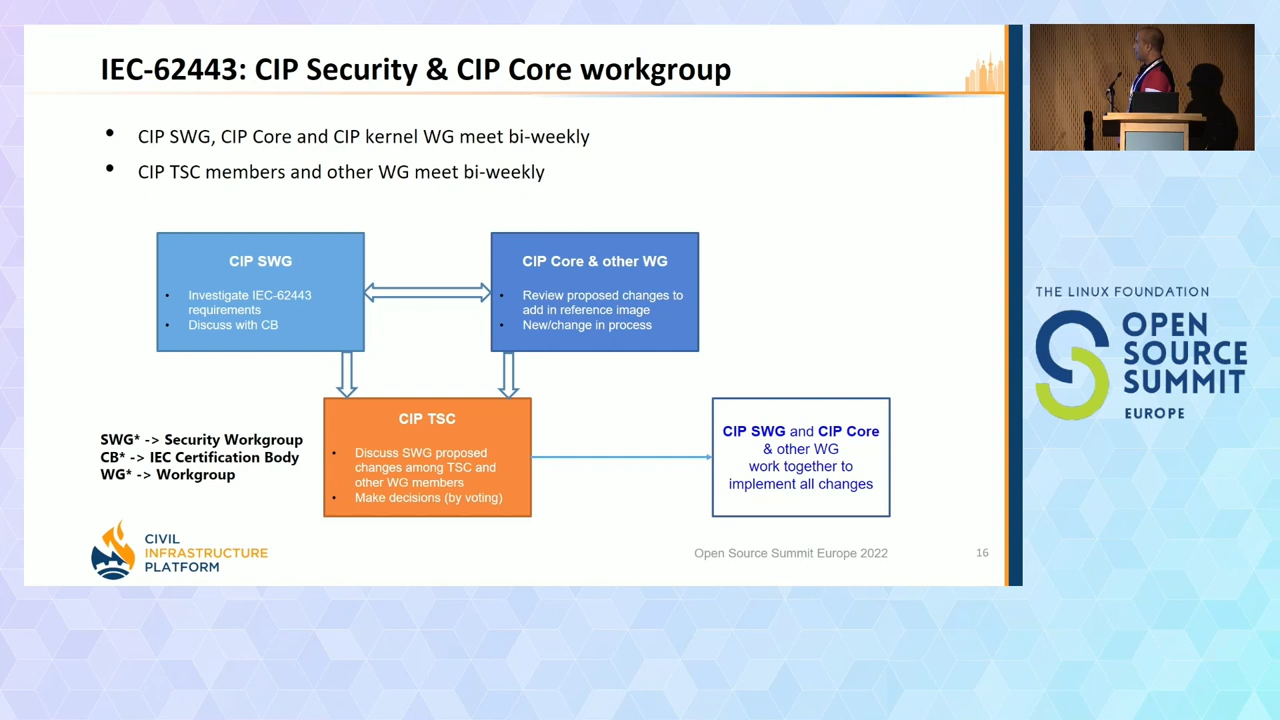 IEC-62443: CIP Security & CIP Core workgroup
• CIP SWG, CIP Core and CIP kernel WG meet bi-weekly
• CIP TSC members and other WG meet bi-weekly
CIP SWG
• Investigate IEC-62443
requirements
• Discuss with CB
CIP Core & other WG
• Review proposed changes to
add in reference image
• New/change in process
CIP TSC
• Discuss SWG proposed
changes among TSC and
other WG members
• Make decisions (by voting)
CIP SWG and CIP Core
& other WG
work together to
implement all changes
SWG* -> Security Workgroup
CB* -> IEC Certification Body
WG* -> Workgroup
CIVIL
INFRASTRUCTURE
PLATFORM
Open Source Summit Europe 2022
16
THE LINUX FOUNDATION
OPEN
SOURCE
SUMMIT
EUROPE